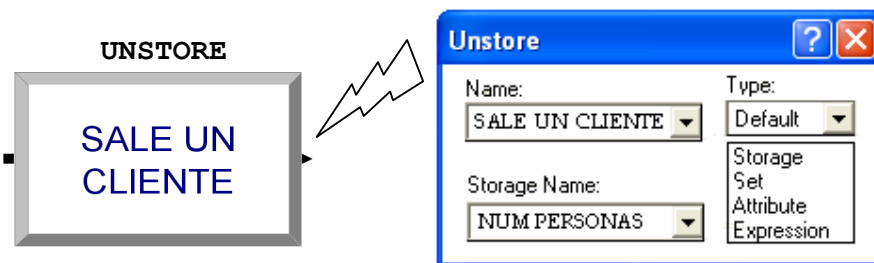 UNSTORE
SALE UN
CLIENTE
Unstore
?
Name:
Type:
SALE UN CLIENTE
Default
Storage
Set
Attribute
Expression
Storage Name:
NUM PERSONAS